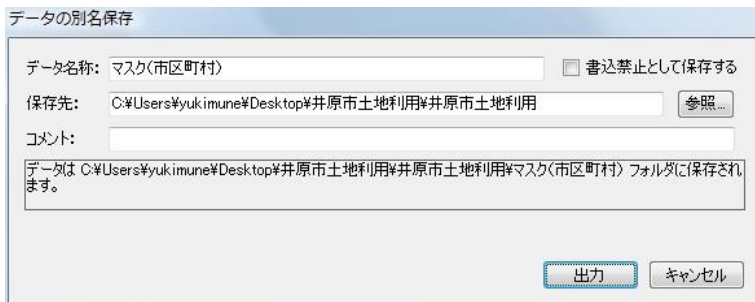 データの別名保存
データ名称: マスク(市区町村) 書込禁止として保存する
保存先: C:¥Users¥yukimune¥Desktop¥井原市土地利用¥井原市土地利用 参照...
コメント:
データは C:¥Users¥yukimune¥Desktop¥井原市土地利用¥井原市土地利用¥マスク(市区町村) フォルダに保存され
ます。
出力 キャンセル